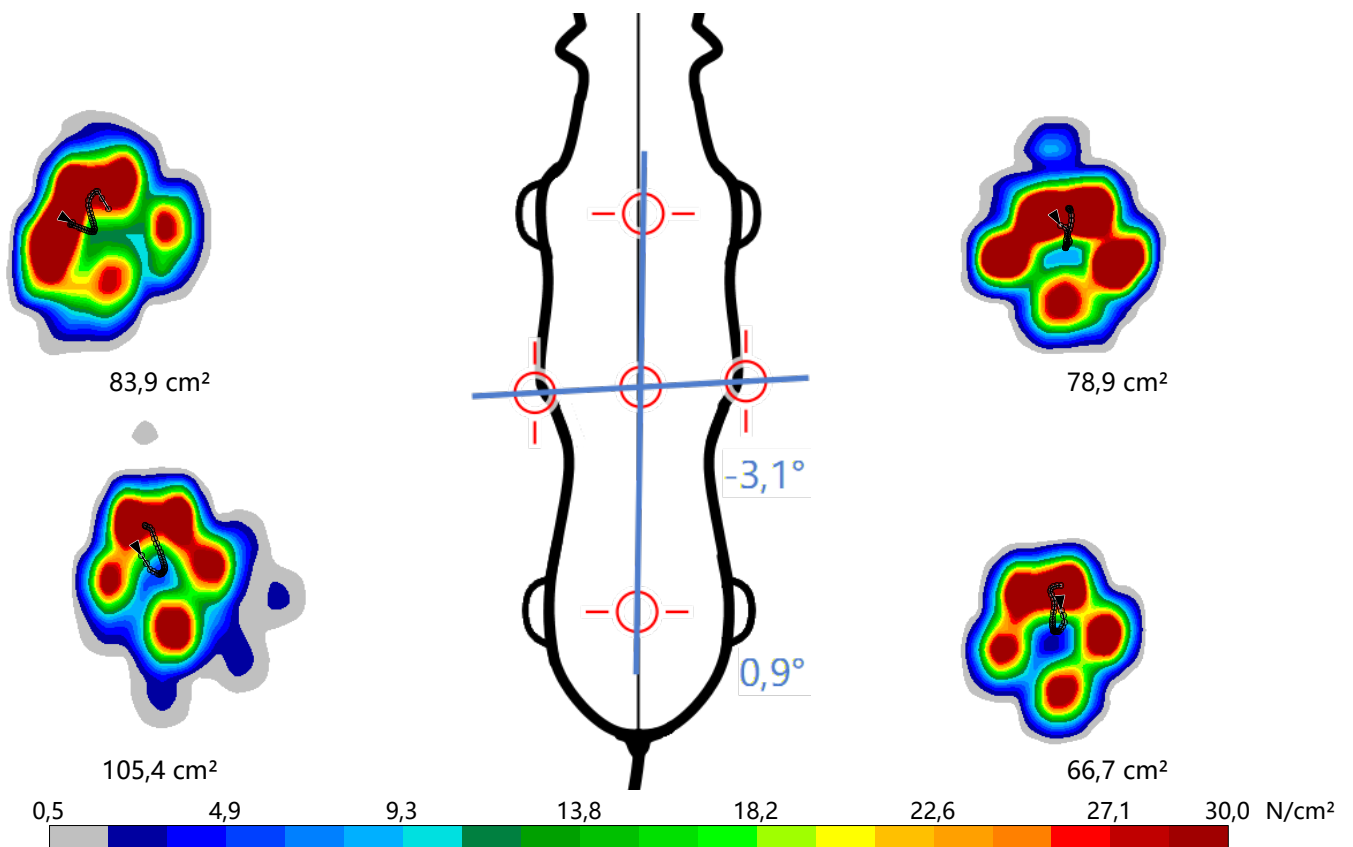 83,9 cm²
78,9 cm²
-3,1°
0,9°
105,4 cm²
66,7 cm²
0,5 4,9 9,3 13,8 18,2 22,6 27,1 30,0 N/cm²